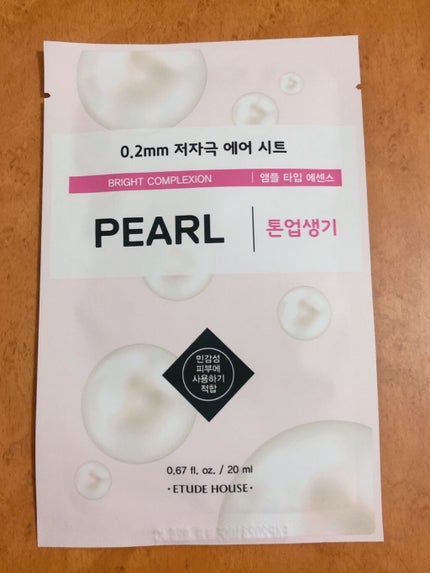 0.2mm 저자극 에어 시트
BRIGHT COMPLEXION | 앰플 타입 에센스
PEARL | 톤업생기
민감성
피부에
사용하기
적합
0.67 fl. oz. / 20 ml
·ETUDE HOUSE·